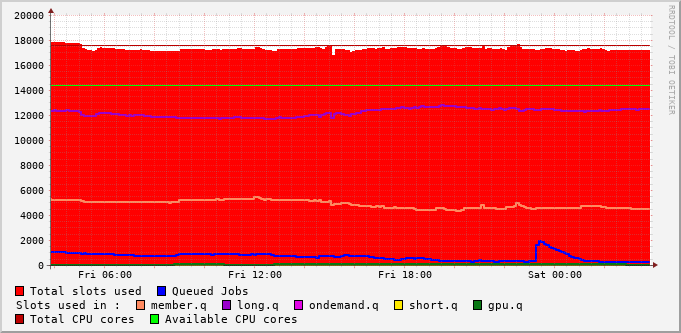 20000
18000
16000
14000
12000
10000
8000
6000
4000
2000
0
Fri 06:00 Fri 12:00 Fri 18:00 Sat 00:00
RRDTOOL / TOBI OETIKER
Total slots used Queued Jobs
Slots used in : member.q long.q ondemand.q short.q gpu.q
Total CPU cores Available CPU cores